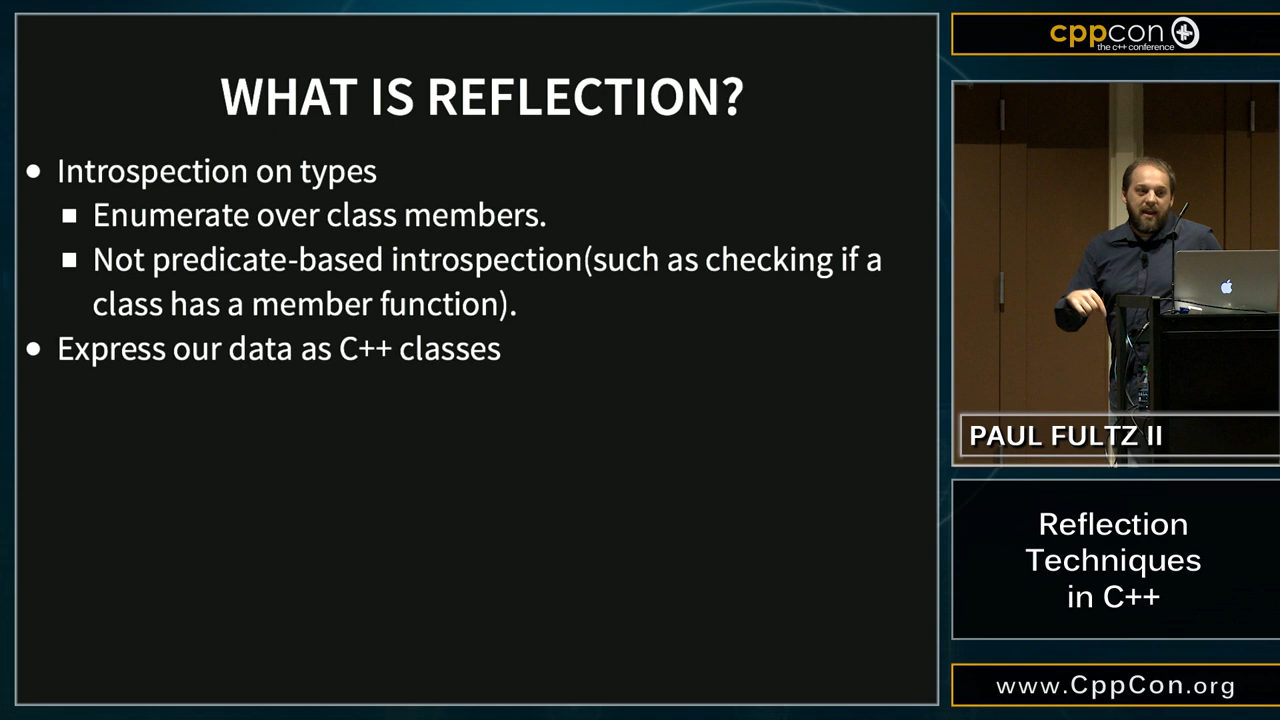 WHAT IS REFLECTION?
• Introspection on types
▪ Enumerate over class members.
▪ Not predicate-based introspection(such as checking if a
class has a member function).
• Express our data as C++ classes
cppcon
the c++ conference
PAUL FULTZ II
Reflection
Techniques
in C++
www.CppCon.org